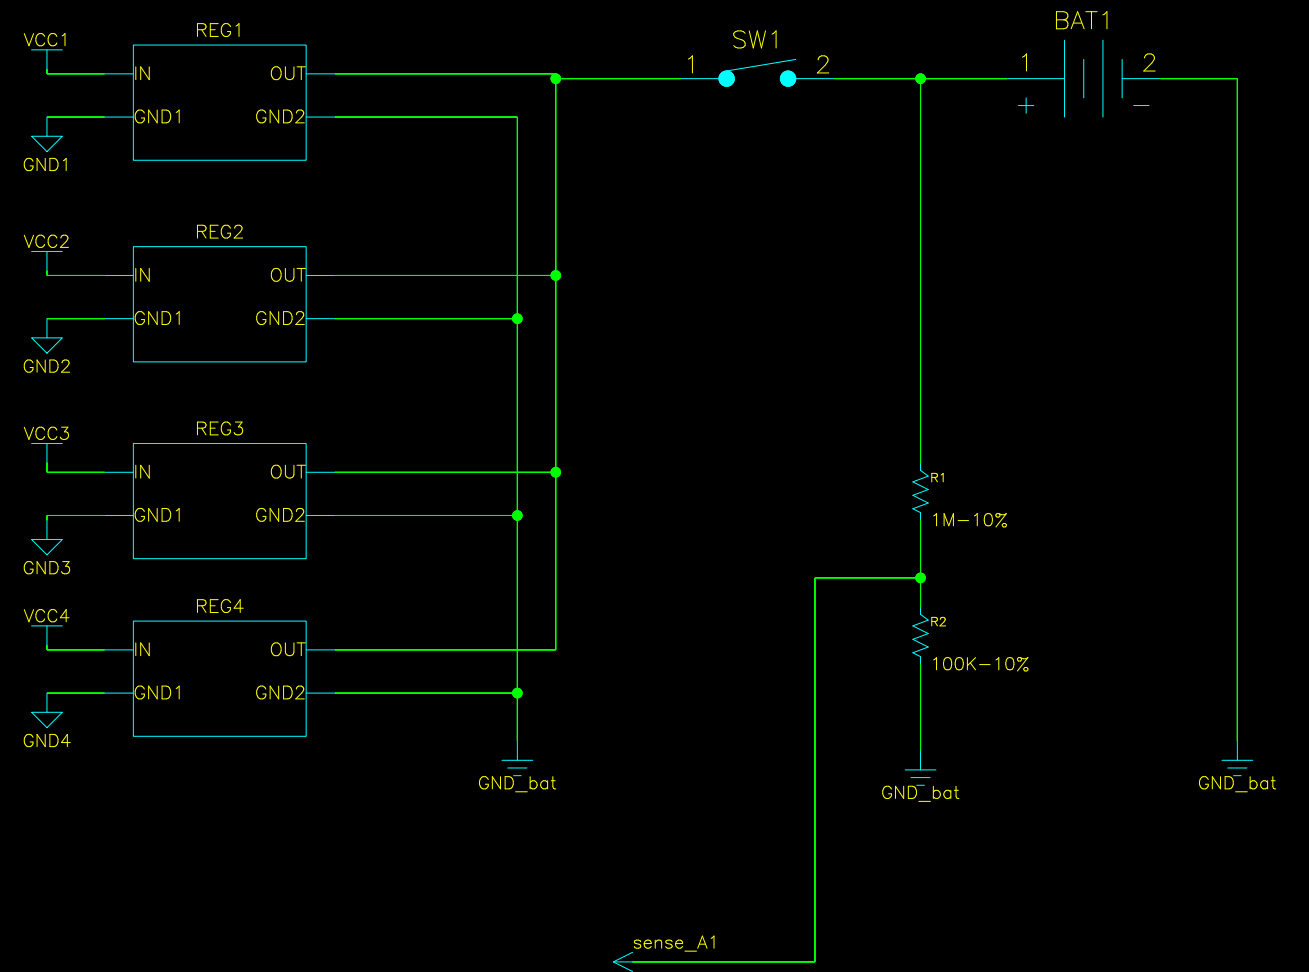 BAT1
REG1
VCC1
SW1
1
2
1
2
IN
OUT
+
−
GND1
GND2
GND1
REG2
VCC2
IN
OUT
GND1
GND2
GND2
REG3
VCC3
IN
OUT
R1
GND1
GND2
1M−10%
GND3
REG4
VCC4
R2
IN
OUT
100K−10%
GND1
GND2
GND4
GND_bat
GND_bat
GND_bat
sense_A1